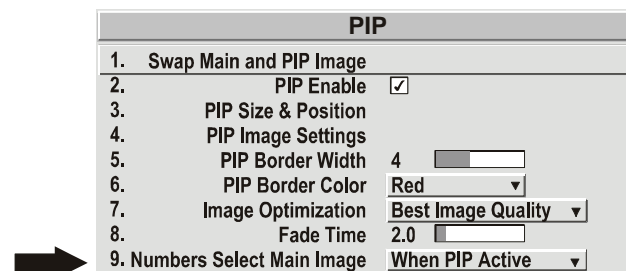 PIP
1. Swap Main and PIP Image
2. PIP Enable ✓
3. PIP Size & Position
4. PIP Image Settings
5. PIP Border Width 4
6. PIP Border Color Red ▼
7. Image Optimization Best Image Quality ▼
8. Fade Time 2.0
9. Numbers Select Main Image When PIP Active ▼